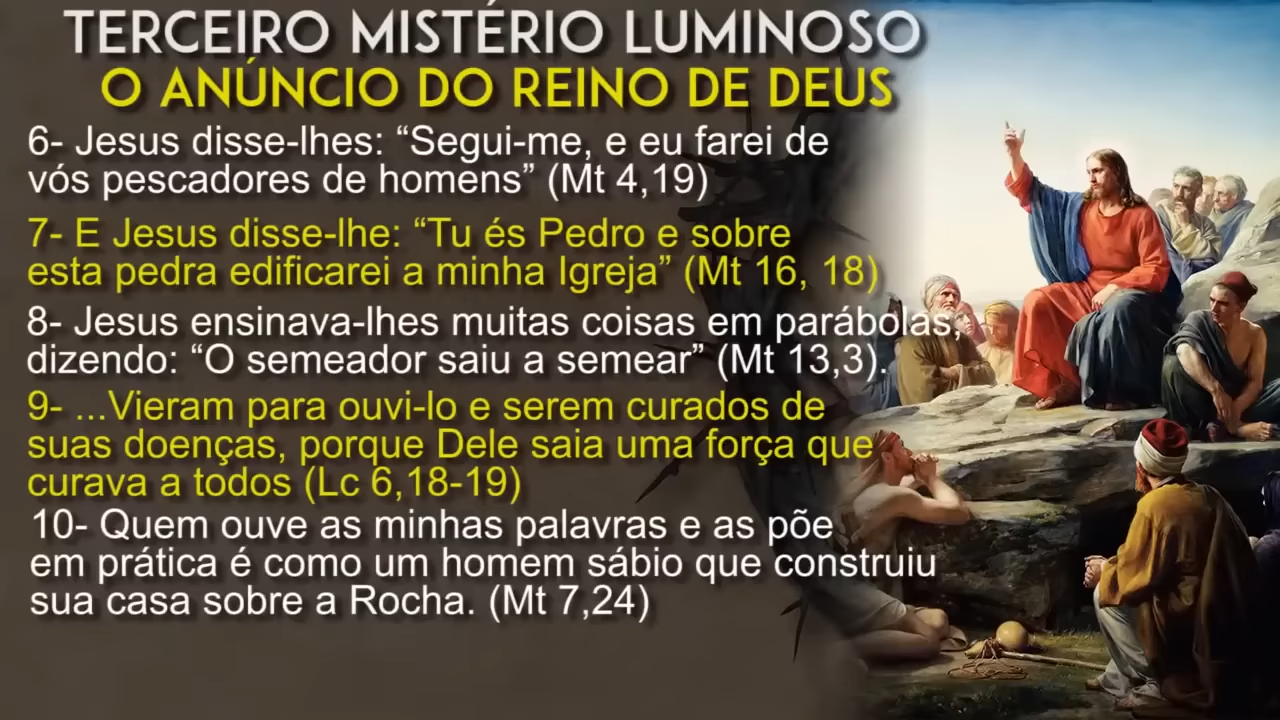 TERCEIRO MISTÉRIO LUMINOSO
O ANÚNCIO DO REINO DE DEUS
6- Jesus disse-lhes: “Segui-me, e eu farei de
vós pescadores de homens” (Mt 4,19)
7- E Jesus disse-lhe: “Tu és Pedro e sobre
esta pedra edificarei a minha Igreja” (Mt 16, 18)
8- Jesus ensinava-lhes muitas coisas em parábolas,
dizendo: “O semeador saiu a semear” (Mt 13,3).
9- ...Vieram para ouvi-lo e serem curados de
suas doenças, porque Dele saia uma força que
curava a todos (Lc 6,18-19)
10- Quem ouve as minhas palavras e as põe
em prática é como um homem sábio que construiu
sua casa sobre a Rocha. (Mt 7,24)